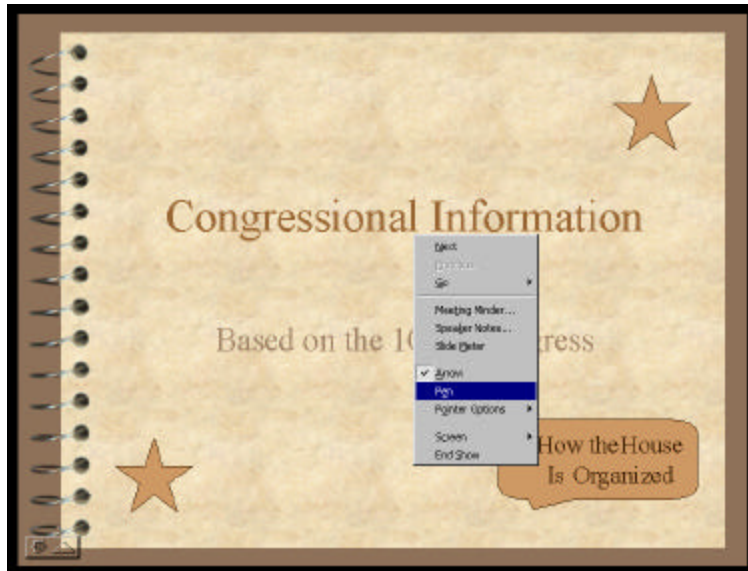 Congressional Information
Next
Go
Meeting Minder...
Speaker Notes...
Slide Meter
Based on the 10
ress
Arrow
Pen
Pointer Options
Screen
End Show
How the House
Is Organized